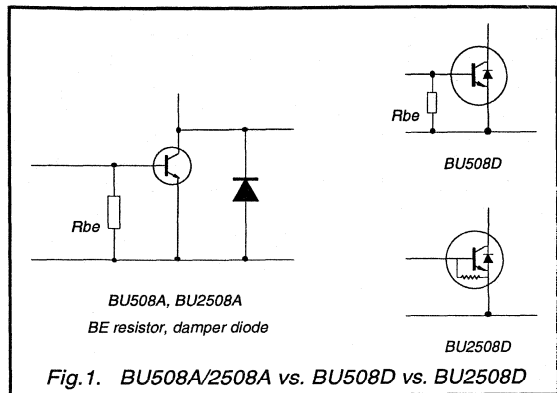 Rbe
BU508A, BU2508A
BE resistor, damper diode
Rbe
BU508D
BU2508D
Fig.1. BU508A/2508A vs. BU508D vs. BU2508D